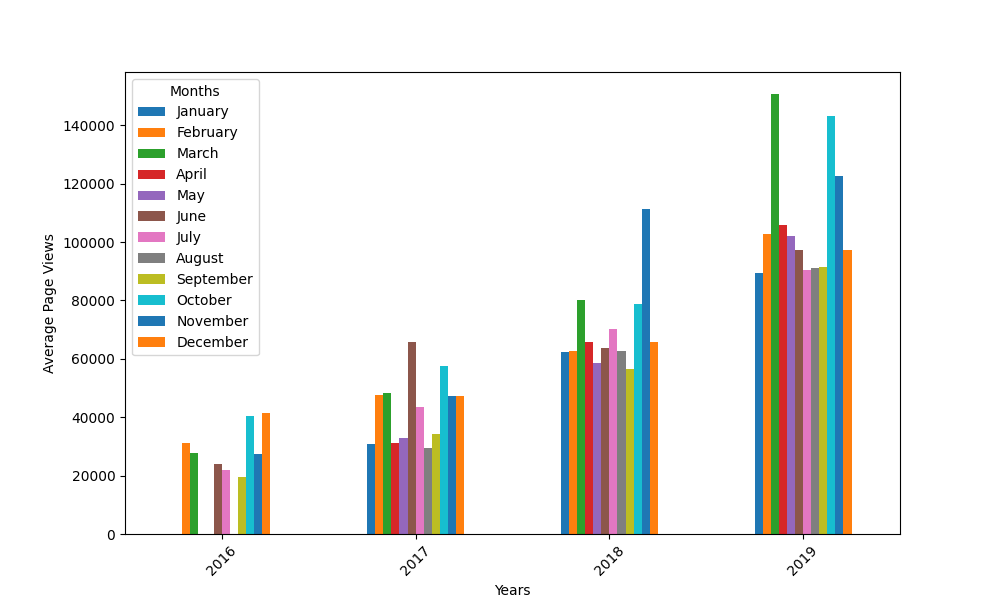 Months
January
February
March
April
May
June
July
August
September
October
November
December
Average Page Views
140000
120000
100000
80000
60000
40000
20000
0
2016
2017
2018
2019
Years